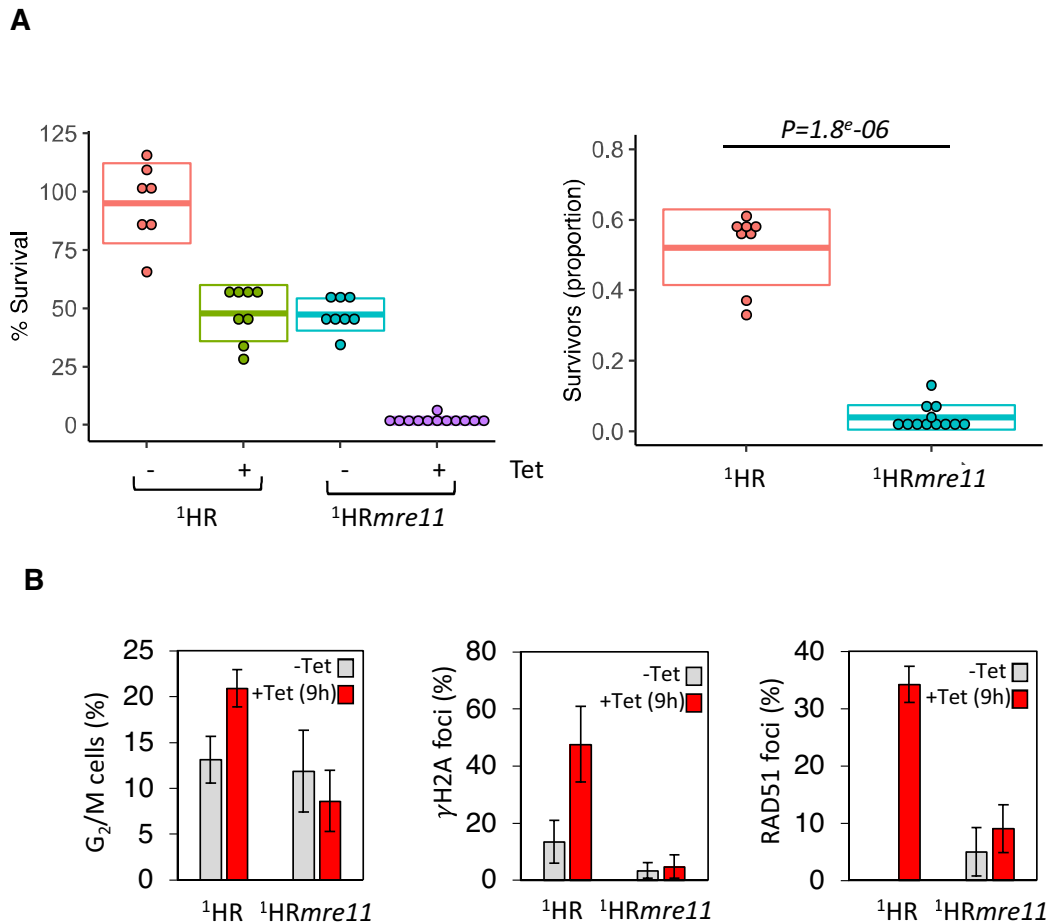 A
% Survival
125
100
75
50
25
0
- + - + Tet
¹HR ¹HRmre11
P=1.8ᵉ-06
Survivors (proportion)
0.8
0.6
0.4
0.2
0.0
¹HR ¹HRmre11
B
G₂/M cells (%)
25
20
15
10
5
0
-Tet
+Tet (9h)
¹HR ¹HRmre11
γH2A foci (%)
80
60
40
20
0
-Tet
+Tet (9h)
¹HR ¹HRmre11
RAD51 foci (%)
40
30
20
10
0
-Tet
+Tet (9h)
¹HR ¹HRmre11